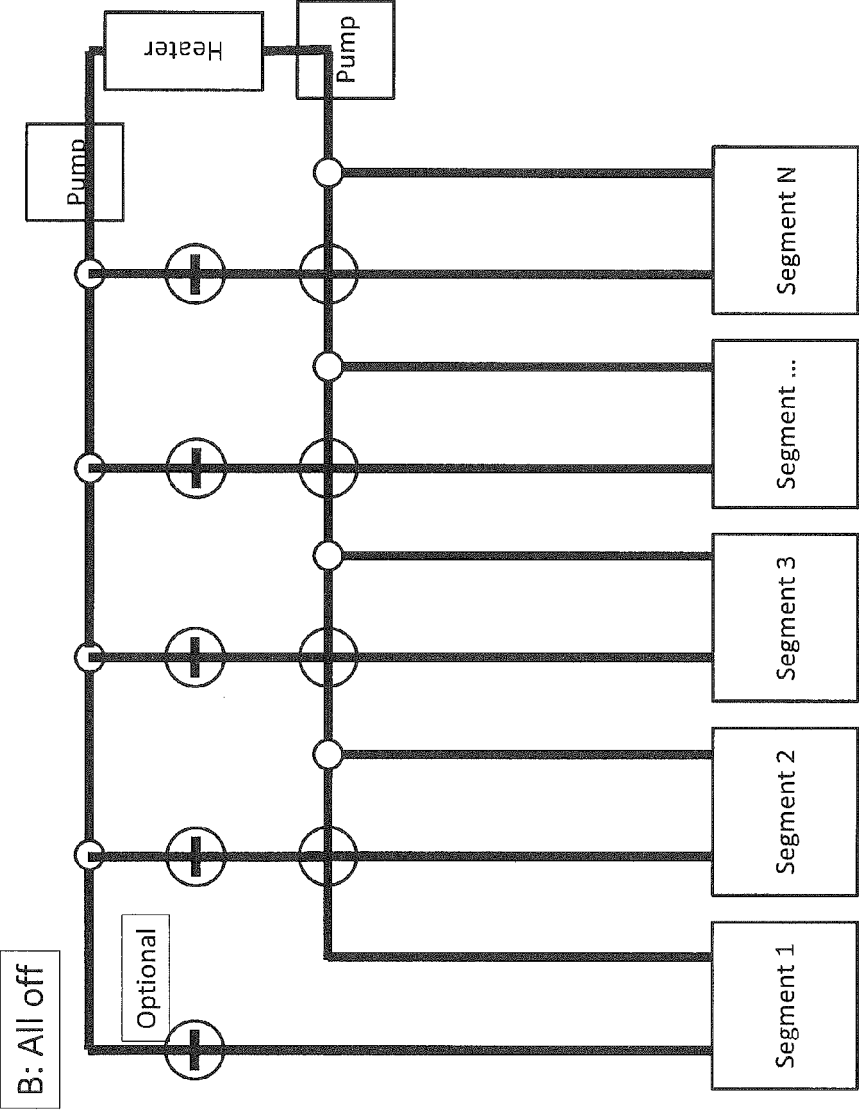 B: All off
Optional
Pump
Heater
Pump
Segment 1
Segment 2
Segment 3
Segment ...
Segment N